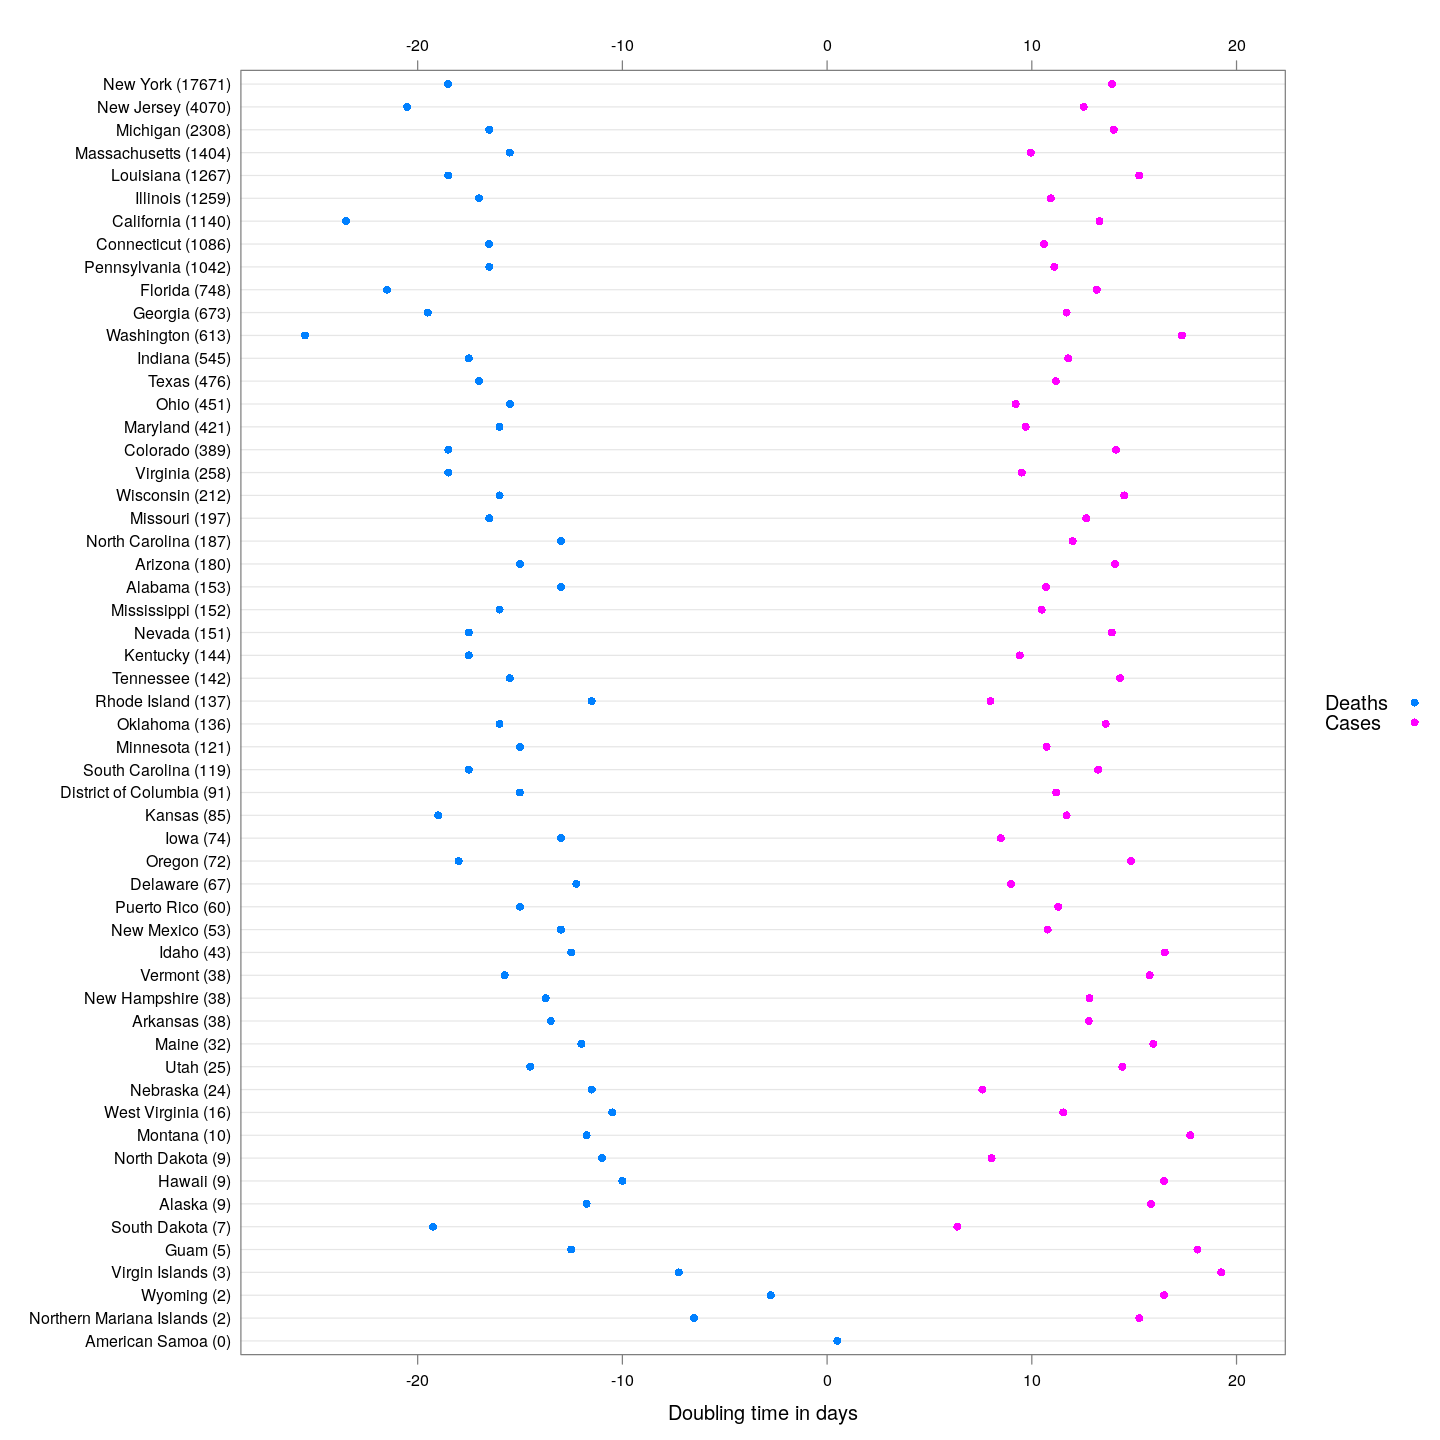 -20 -10 0 10 20
New York (17671)
New Jersey (4070)
Michigan (2308)
Massachusetts (1404)
Louisiana (1267)
Illinois (1259)
California (1140)
Connecticut (1086)
Pennsylvania (1042)
Florida (748)
Georgia (673)
Washington (613)
Indiana (545)
Texas (476)
Ohio (451)
Maryland (421)
Colorado (389)
Virginia (258)
Wisconsin (212)
Missouri (197)
North Carolina (187)
Arizona (180)
Alabama (153)
Mississippi (152)
Nevada (151)
Kentucky (144)
Tennessee (142)
Rhode Island (137)
Oklahoma (136)
Minnesota (121)
South Carolina (119)
District of Columbia (91)
Kansas (85)
Iowa (74)
Oregon (72)
Delaware (67)
Puerto Rico (60)
New Mexico (53)
Idaho (43)
Vermont (38)
New Hampshire (38)
Arkansas (38)
Maine (32)
Utah (25)
Nebraska (24)
West Virginia (16)
Montana (10)
North Dakota (9)
Hawaii (9)
Alaska (9)
South Dakota (7)
Guam (5)
Virgin Islands (3)
Wyoming (2)
Northern Mariana Islands (2)
American Samoa (0)
-20 -10 0 10 20
Doubling time in days
Deaths
Cases